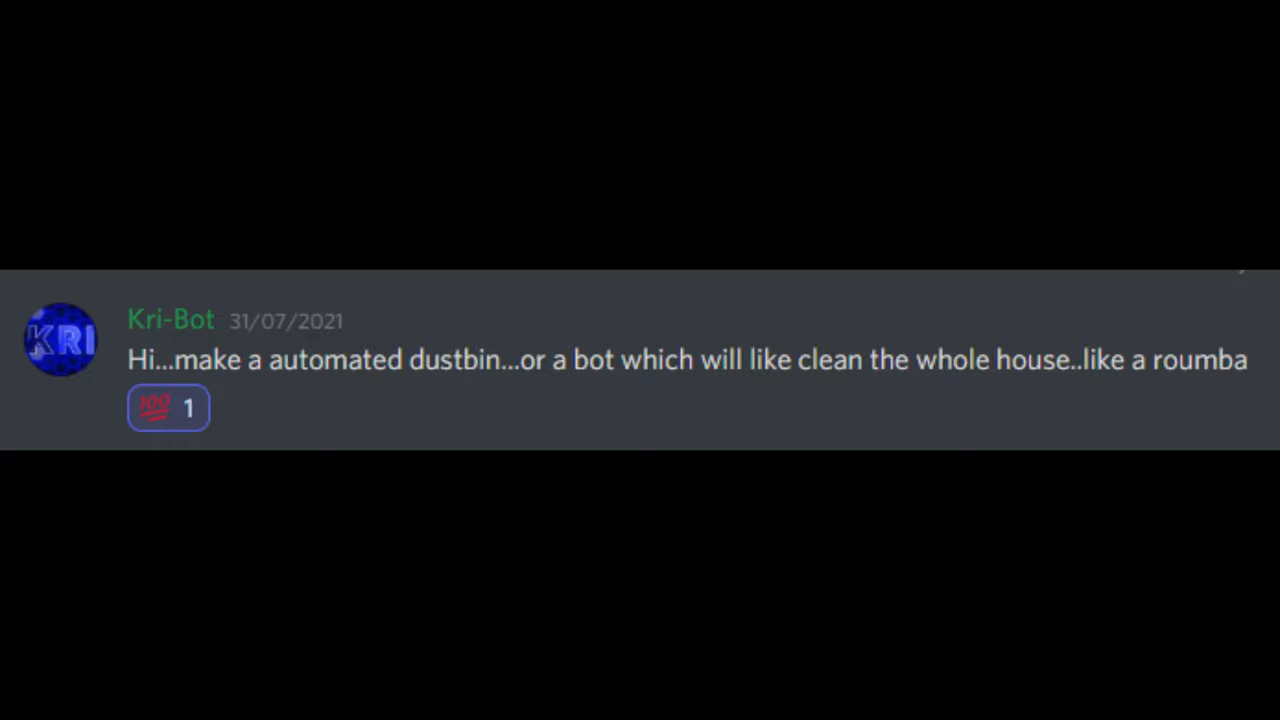 KRI
Kri-Bot 31/07/2021
Hi...make a automated dustbin...or a bot which will like clean the whole house..like a roumba
💯 1